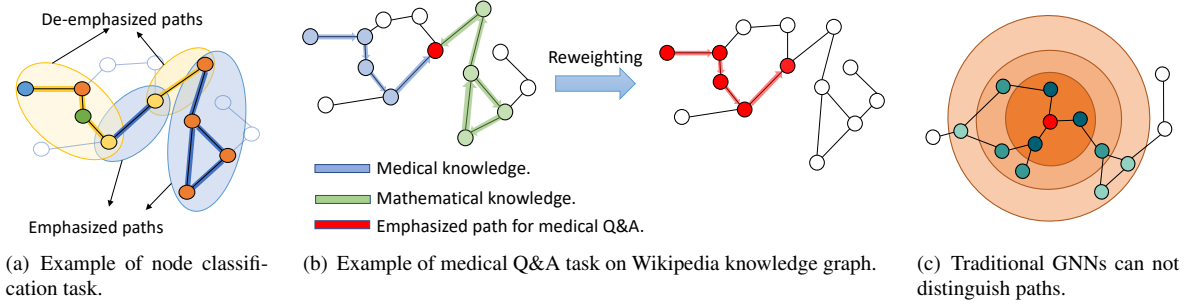 De-emphasized paths
Emphasized paths
(a) Example of node classifi-
cation task.
Reweighting
Medical knowledge.
Mathematical knowledge.
Emphasized path for medical Q&A.
(b) Example of medical Q&A task on Wikipedia knowledge graph.
(c) Traditional GNNs can not
distinguish paths.